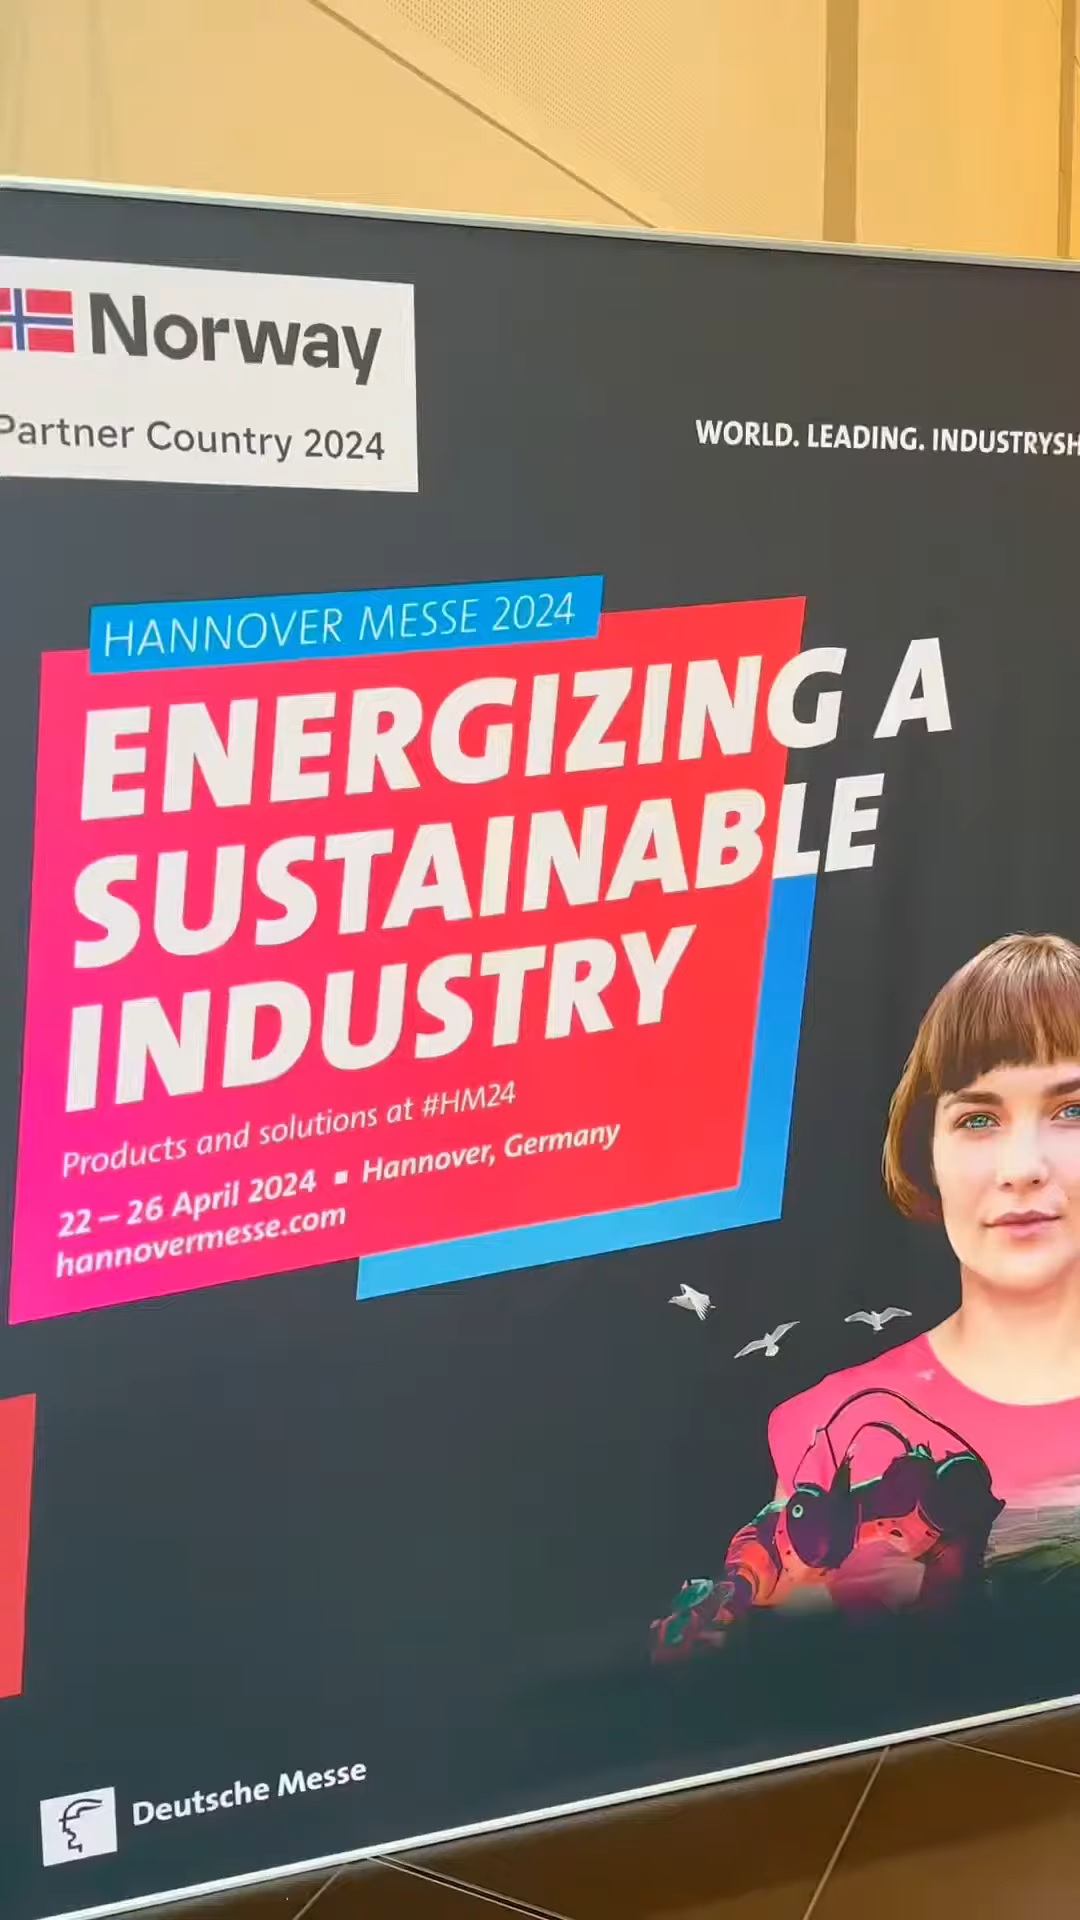 Norway
Partner Country 2024
WORLD. LEADING. INDUSTRYSH
HANNOVER MESSE 2024
ENERGIZING A
SUSTAINABLE
INDUSTRY
Products and solutions at #HM24
22 – 26 April 2024 ▪ Hannover, Germany
hannovermesse.com
Deutsche Messe